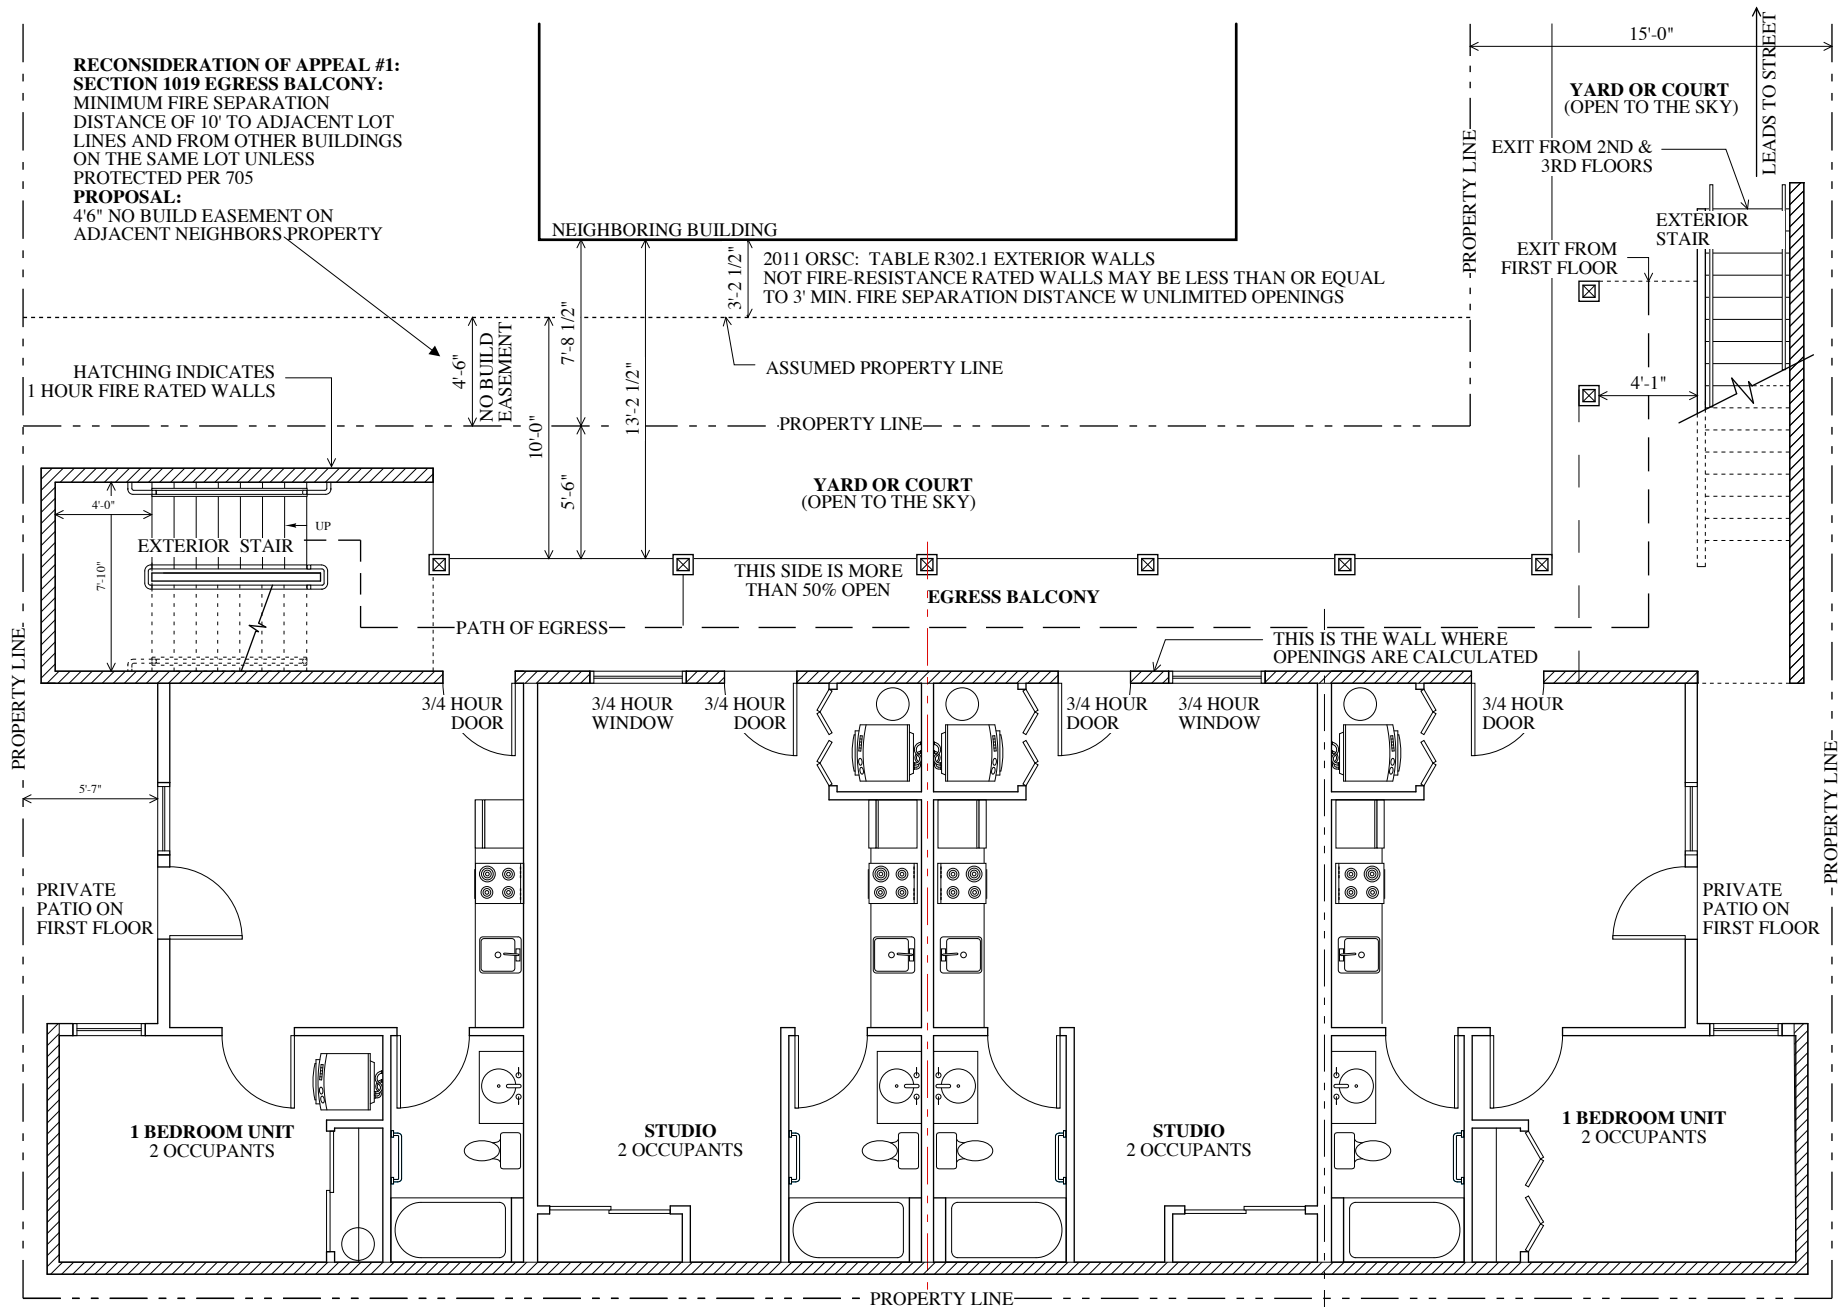 RECONSIDERATION OF APPEAL #1:
SECTION 1019 EGRESS BALCONY:
MINIMUM FIRE SEPARATION
DISTANCE OF 10' TO ADJACENT LOT
LINES AND FROM OTHER BUILDINGS
ON THE SAME LOT UNLESS
PROTECTED PER 705
PROPOSAL:
4'6" NO BUILD EASEMENT ON
ADJACENT NEIGHBORS PROPERTY
15'-0"
LEADS TO STREET
YARD OR COURT
(OPEN TO THE SKY)
PROPERTY LINE
EXIT FROM 2ND &
3RD FLOORS
EXTERIOR
STAIR
EXIT FROM
FIRST FLOOR
NEIGHBORING BUILDING
3'-2 1/2"
2011 ORSC: TABLE R302.1 EXTERIOR WALLS
NOT FIRE-RESISTANCE RATED WALLS MAY BE LESS THAN OR EQUAL
TO 3' MIN. FIRE SEPARATION DISTANCE W UNLIMITED OPENINGS
HATCHING INDICATES
1 HOUR FIRE RATED WALLS
4'-6"
NO BUILD
EASEMENT
7'-8 1/2"
10'-0"
13'-2 1/2"
5'-6"
ASSUMED PROPERTY LINE
4'-1"
PROPERTY LINE
YARD OR COURT
(OPEN TO THE SKY)
4'-0"
UP
EXTERIOR STAIR
7'-10"
THIS SIDE IS MORE
THAN 50% OPEN
EGRESS BALCONY
PATH OF EGRESS
THIS IS THE WALL WHERE
OPENINGS ARE CALCULATED
PROPERTY LINE
3/4 HOUR
DOOR
3/4 HOUR
WINDOW
3/4 HOUR
DOOR
3/4 HOUR
DOOR
3/4 HOUR
WINDOW
3/4 HOUR
DOOR
PROPERTY LINE
5'-7"
PRIVATE
PATIO ON
FIRST FLOOR
PRIVATE
PATIO ON
FIRST FLOOR
1 BEDROOM UNIT
2 OCCUPANTS
STUDIO
2 OCCUPANTS
STUDIO
2 OCCUPANTS
1 BEDROOM UNIT
2 OCCUPANTS
PROPERTY LINE